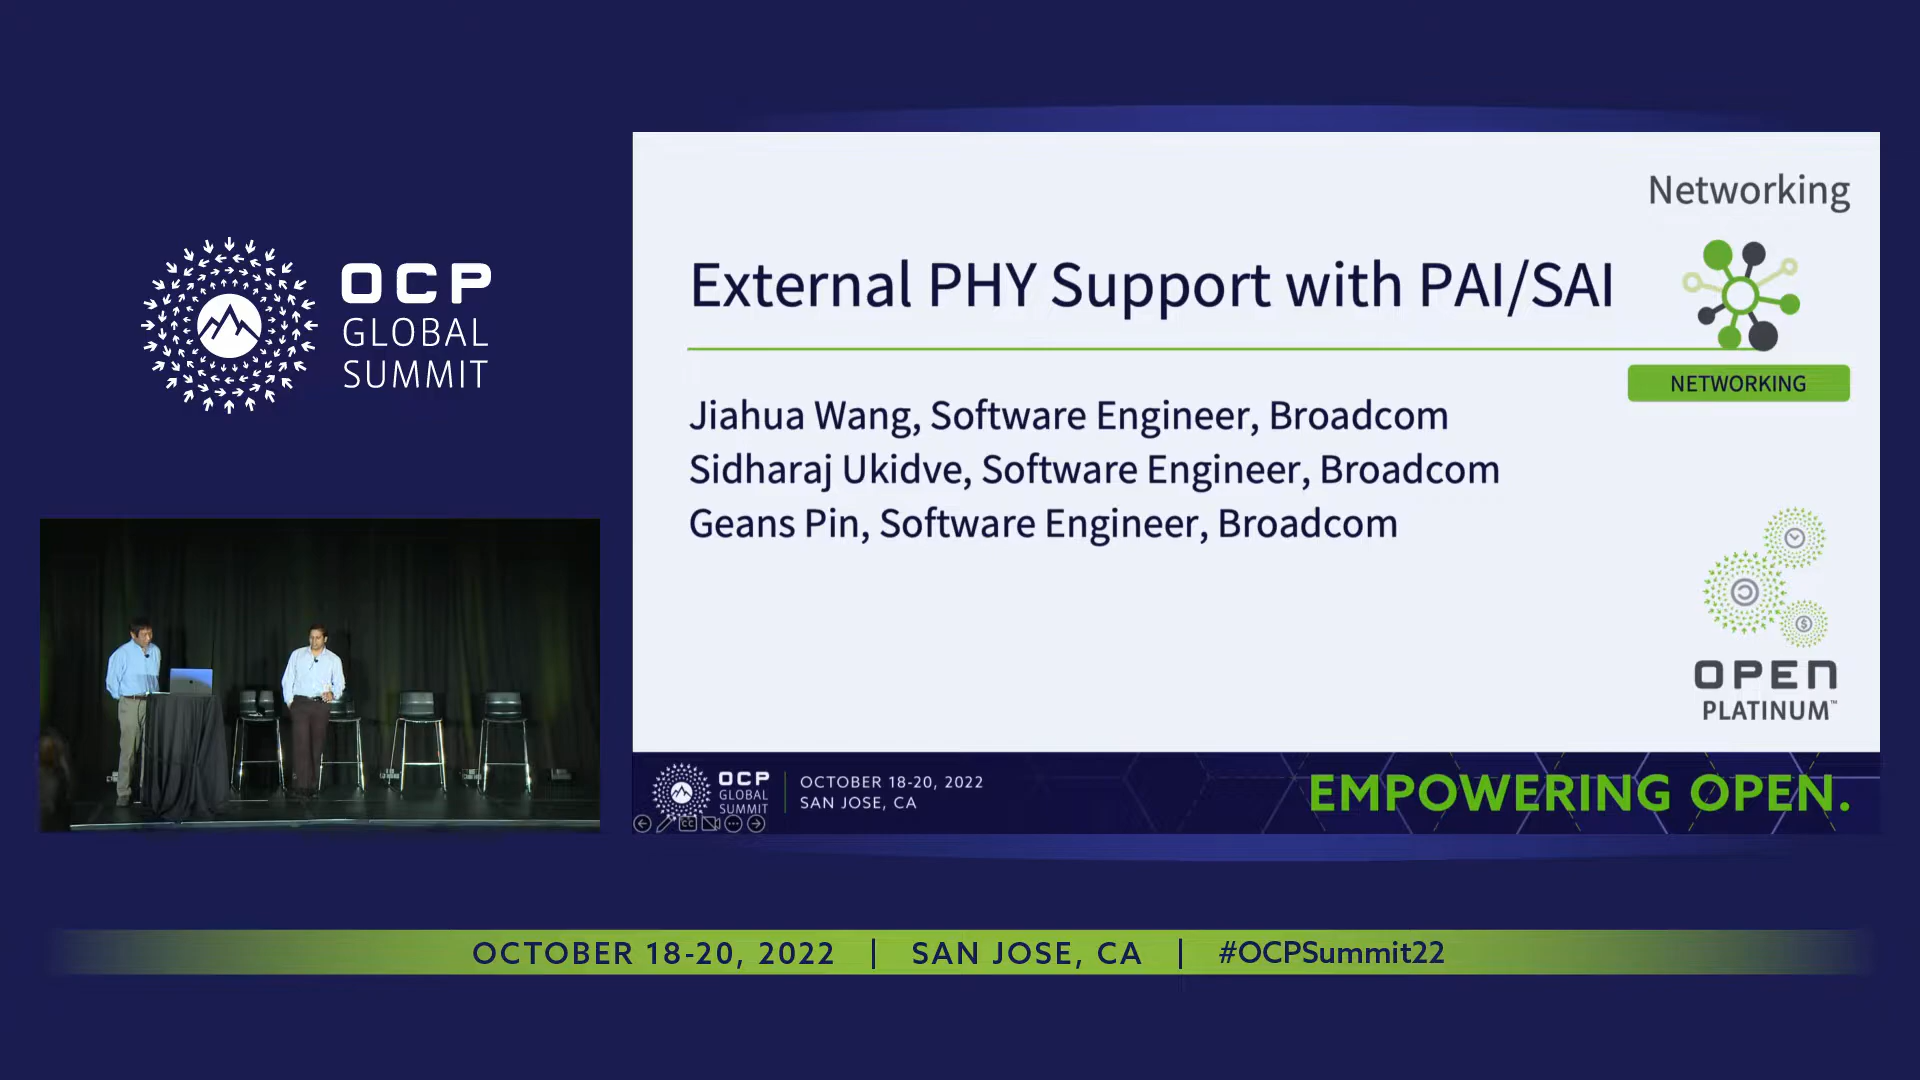 OCP
GLOBAL
SUMMIT
Networking
External PHY Support with PAI/SAI
NETWORKING
Jiahua Wang, Software Engineer, Broadcom
Sidharaj Ukidve, Software Engineer, Broadcom
Geans Pin, Software Engineer, Broadcom
$
OPEN
PLATINUM™
OCP
GLOBAL
SUMMIT
OCTOBER 18-20, 2022
SAN JOSE, CA
CC
EMPOWERING OPEN.
OCTOBER 18-20, 2022 | SAN JOSE, CA | #OCPSummit22